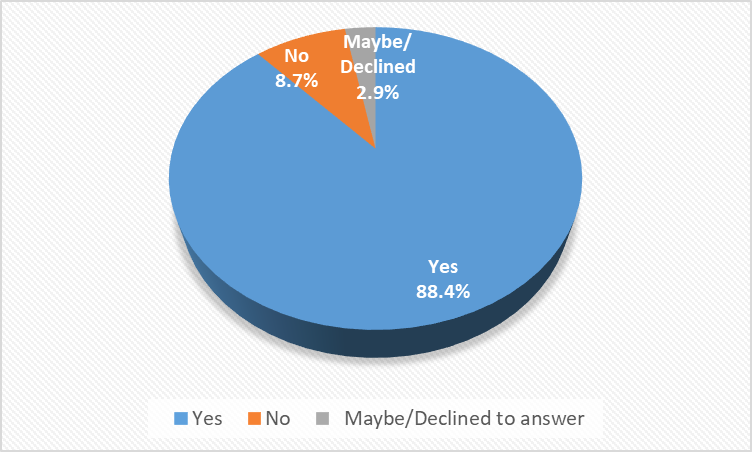 Maybe/
Declined
2.9%
No
8.7%
Yes
88.4%
Yes No Maybe/Declined to answer